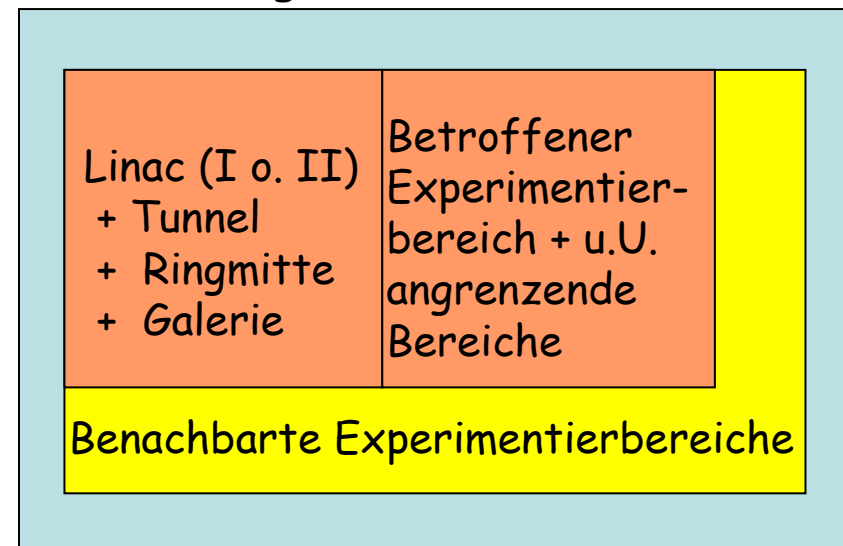 Linac (I o. II)
+ Tunnel
+ Ringmitte
+ Galerie
Betroffener
Experimentier-
bereich + u.U.
angrenzende
Bereiche
Benachbarte Experimentierbereiche